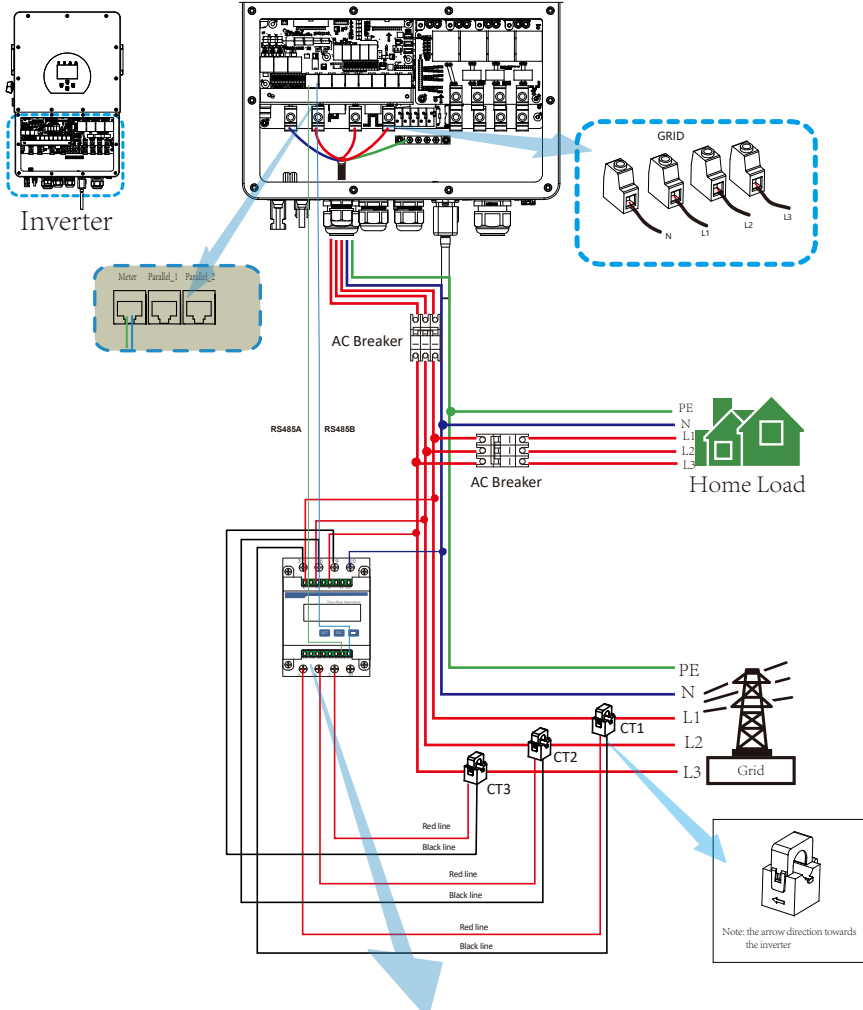 Inverter
GRID
N
L1
L2
L3
Meter
Parallel_1
Parallel_2
AC Breaker
RS485A
RS485B
PE
N
L1
L2
L3
AC Breaker
Home Load
PE
N
L1
L2
L3
CT1
CT2
CT3
Grid
Red line
Black line
Red line
Black line
Red line
Black line
Note: the arrow direction towards
the inverter